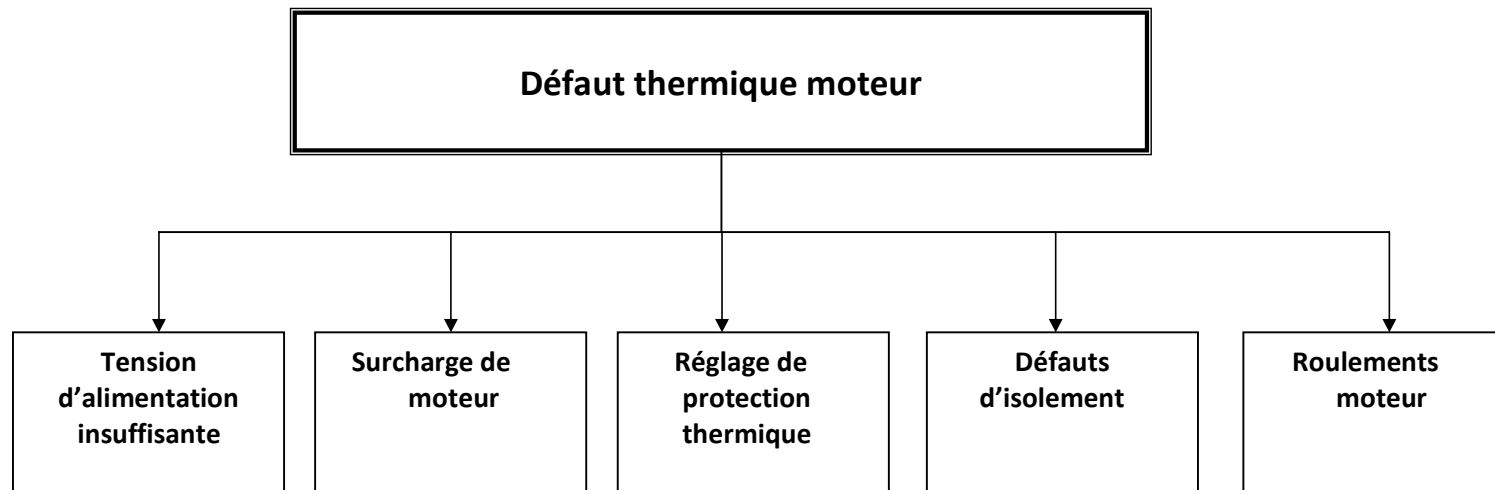 Défaut thermique moteur
Tension
d’alimentation
insuffisante
Surcharge de
moteur
Réglage de
protection
thermique
Défauts
d’isolement
Roulements
moteur